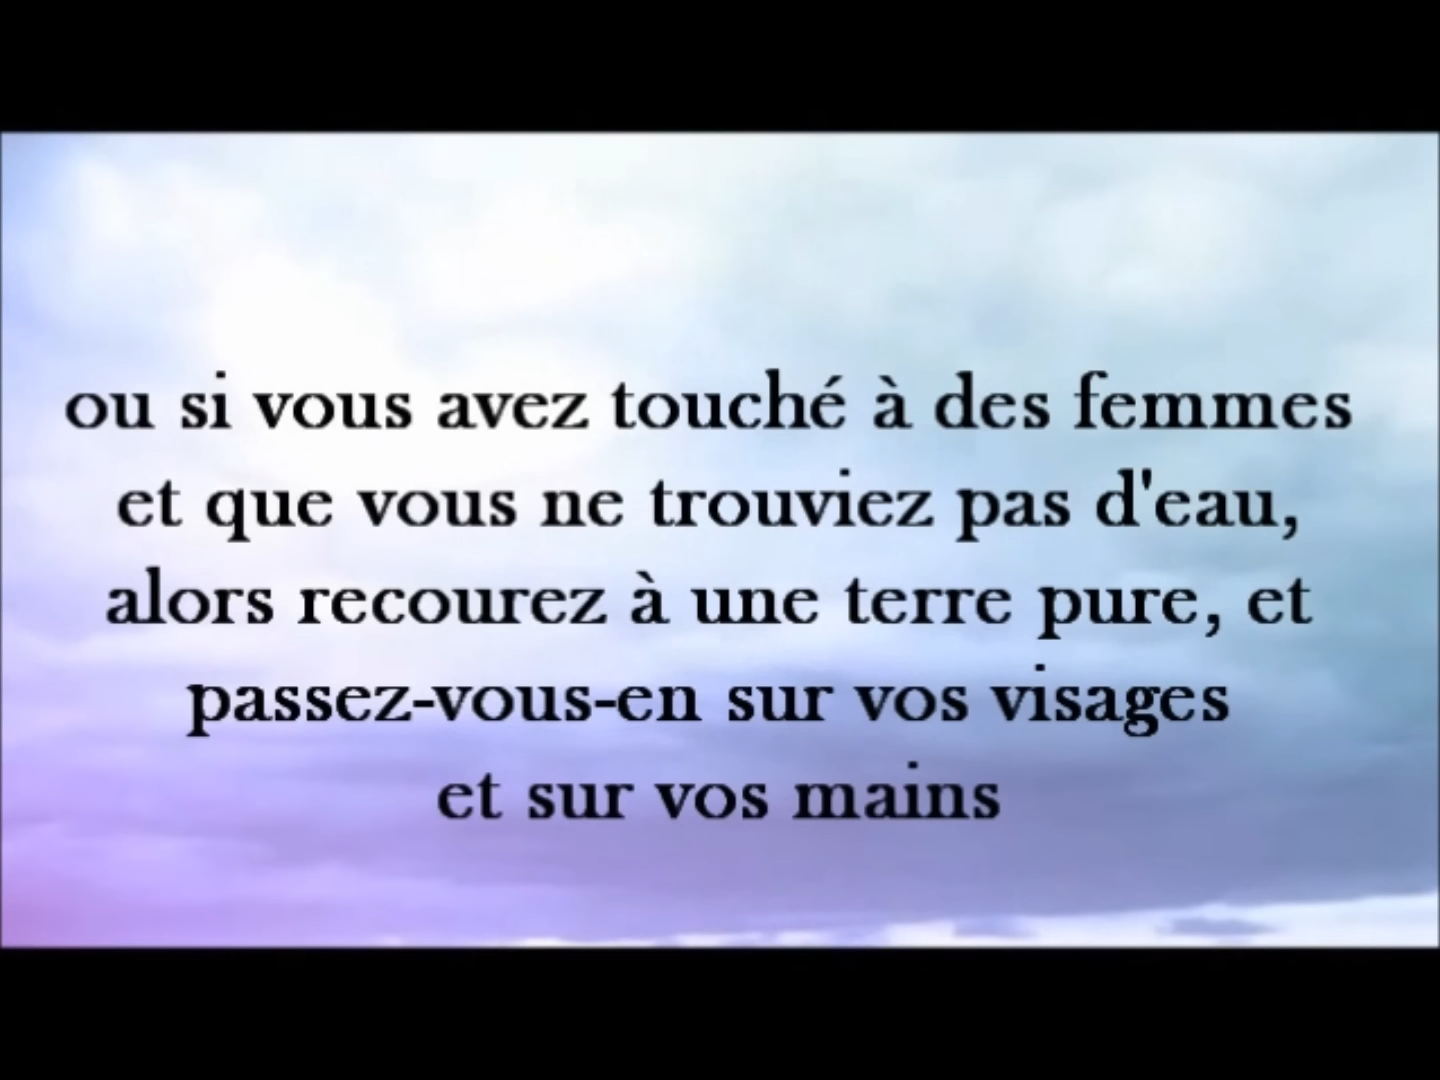 ou si vous avez touché à des femmes
et que vous ne trouviez pas d'eau,
alors recourez à une terre pure, et
passez-vous-en sur vos visages
et sur vos mains